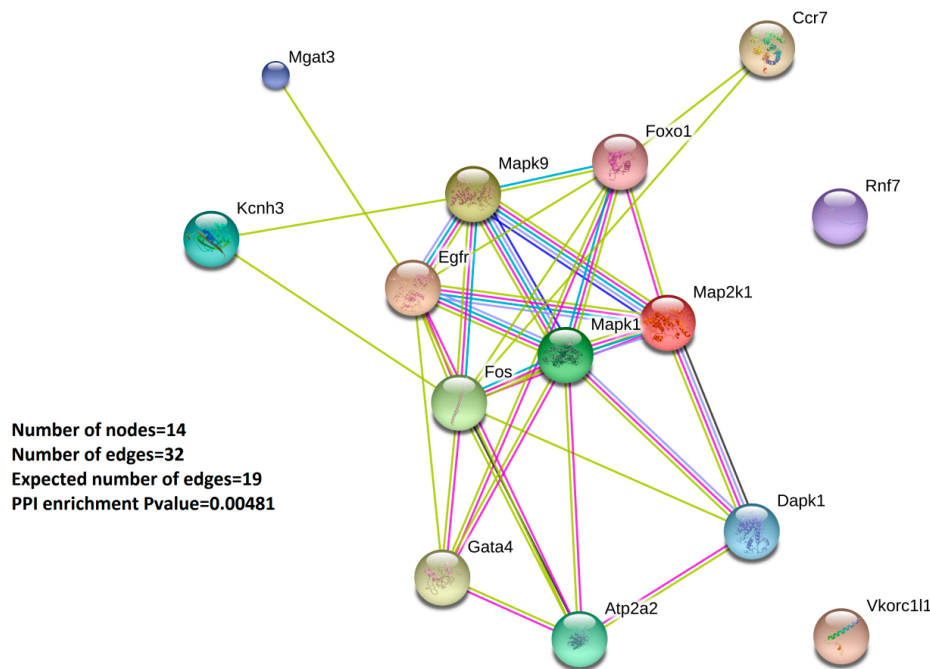 Ccr7
Mgat3
Foxo1
Mapk9
Rnf7
Kcnh3
Egfr
Map2k1
Mapk1
Fos
Number of nodes=14
Number of edges=32
Expected number of edges=19
PPI enrichment Pvalue=0.00481
Dapk1
Gata4
Atp2a2
Vkorc1l1